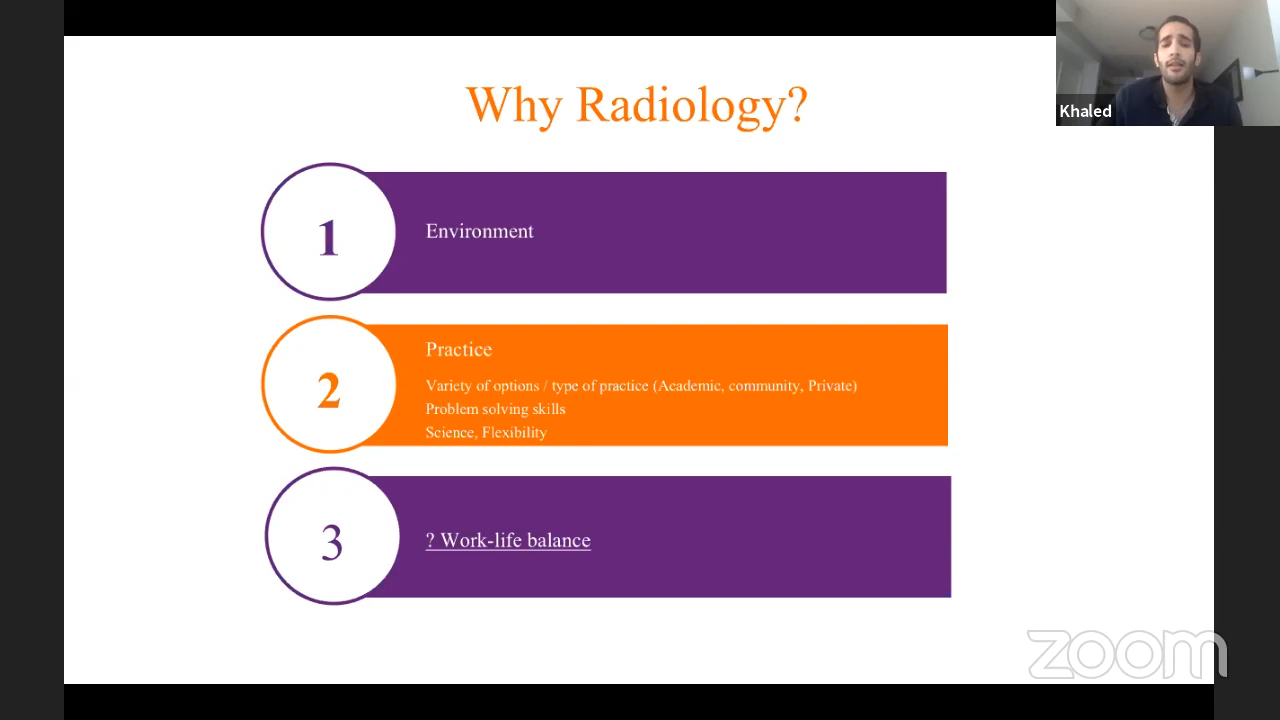 Why Radiology?
Khaled
1
Environment
2
Practice
Variety of options / type of practice (Academic, community, Private)
Problem solving skills
Science, Flexibility
3
? Work-life balance
zoom